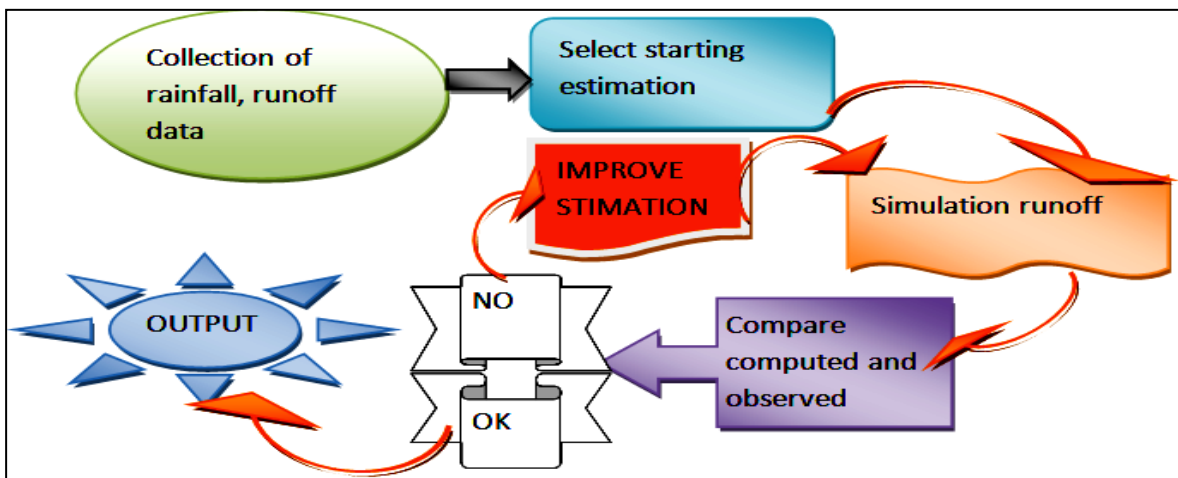 Collection of
rainfall, runoff
data
Select starting
estimation
IMPROVE
STIMATION
Simulation runoff
NO
OUTPUT
Compare
computed and
observed
OK